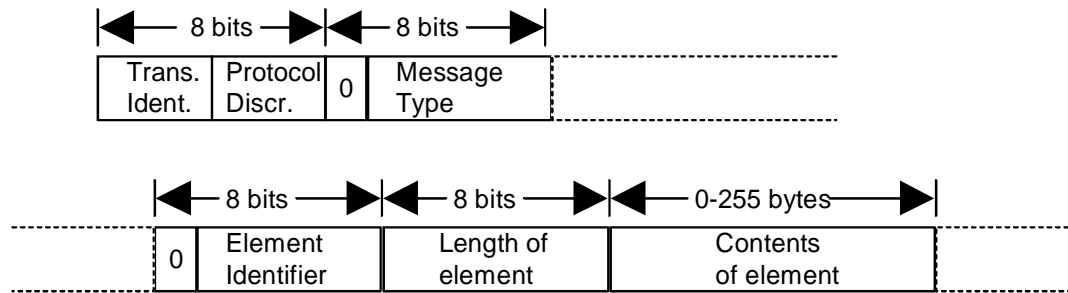 8 bits 8 bits
Trans. Protocol 0 Message
Ident. Discr. Type
8 bits 8 bits 0-255 bytes
0 Element Length of Contents
Identifier element of element